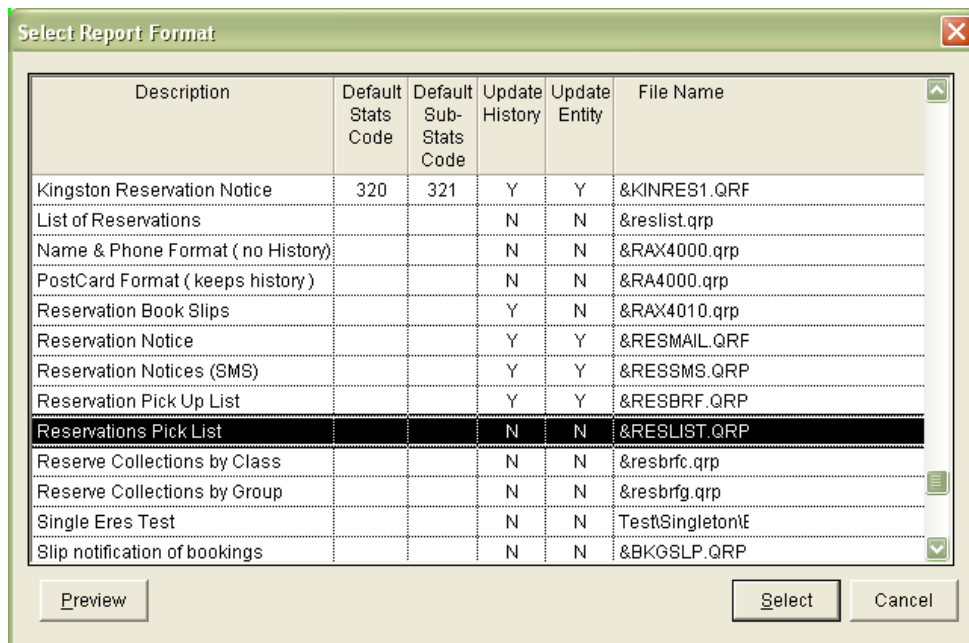 Select Report Format
Description Default Stats Code Default Sub-Stats Code Update History Update Entity File Name
Kingston Reservation Notice 320 321 Y Y &KINRES1.QRF
List of Reservations N N &reslist.qrp
Name & Phone Format ( no History) N N &RAX4000.qrp
PostCard Format ( keeps history ) N N &RA4000.qrp
Reservation Book Slips Y N &RAX4010.qrp
Reservation Notice Y Y &RESMAIL.QRF
Reservation Notices (SMS) Y Y &RESSMS.QRP
Reservation Pick Up List Y Y &RESBRF.QRP
Reservations Pick List N N &RESLIST.QRP
Reserve Collections by Class N N &resbrfc.qrp
Reserve Collections by Group N N &resbrfg.qrp
Single Eres Test N N Test\Singleton\E
Slip notification of bookings N N &BKGSLP.QRP
Preview Select Cancel